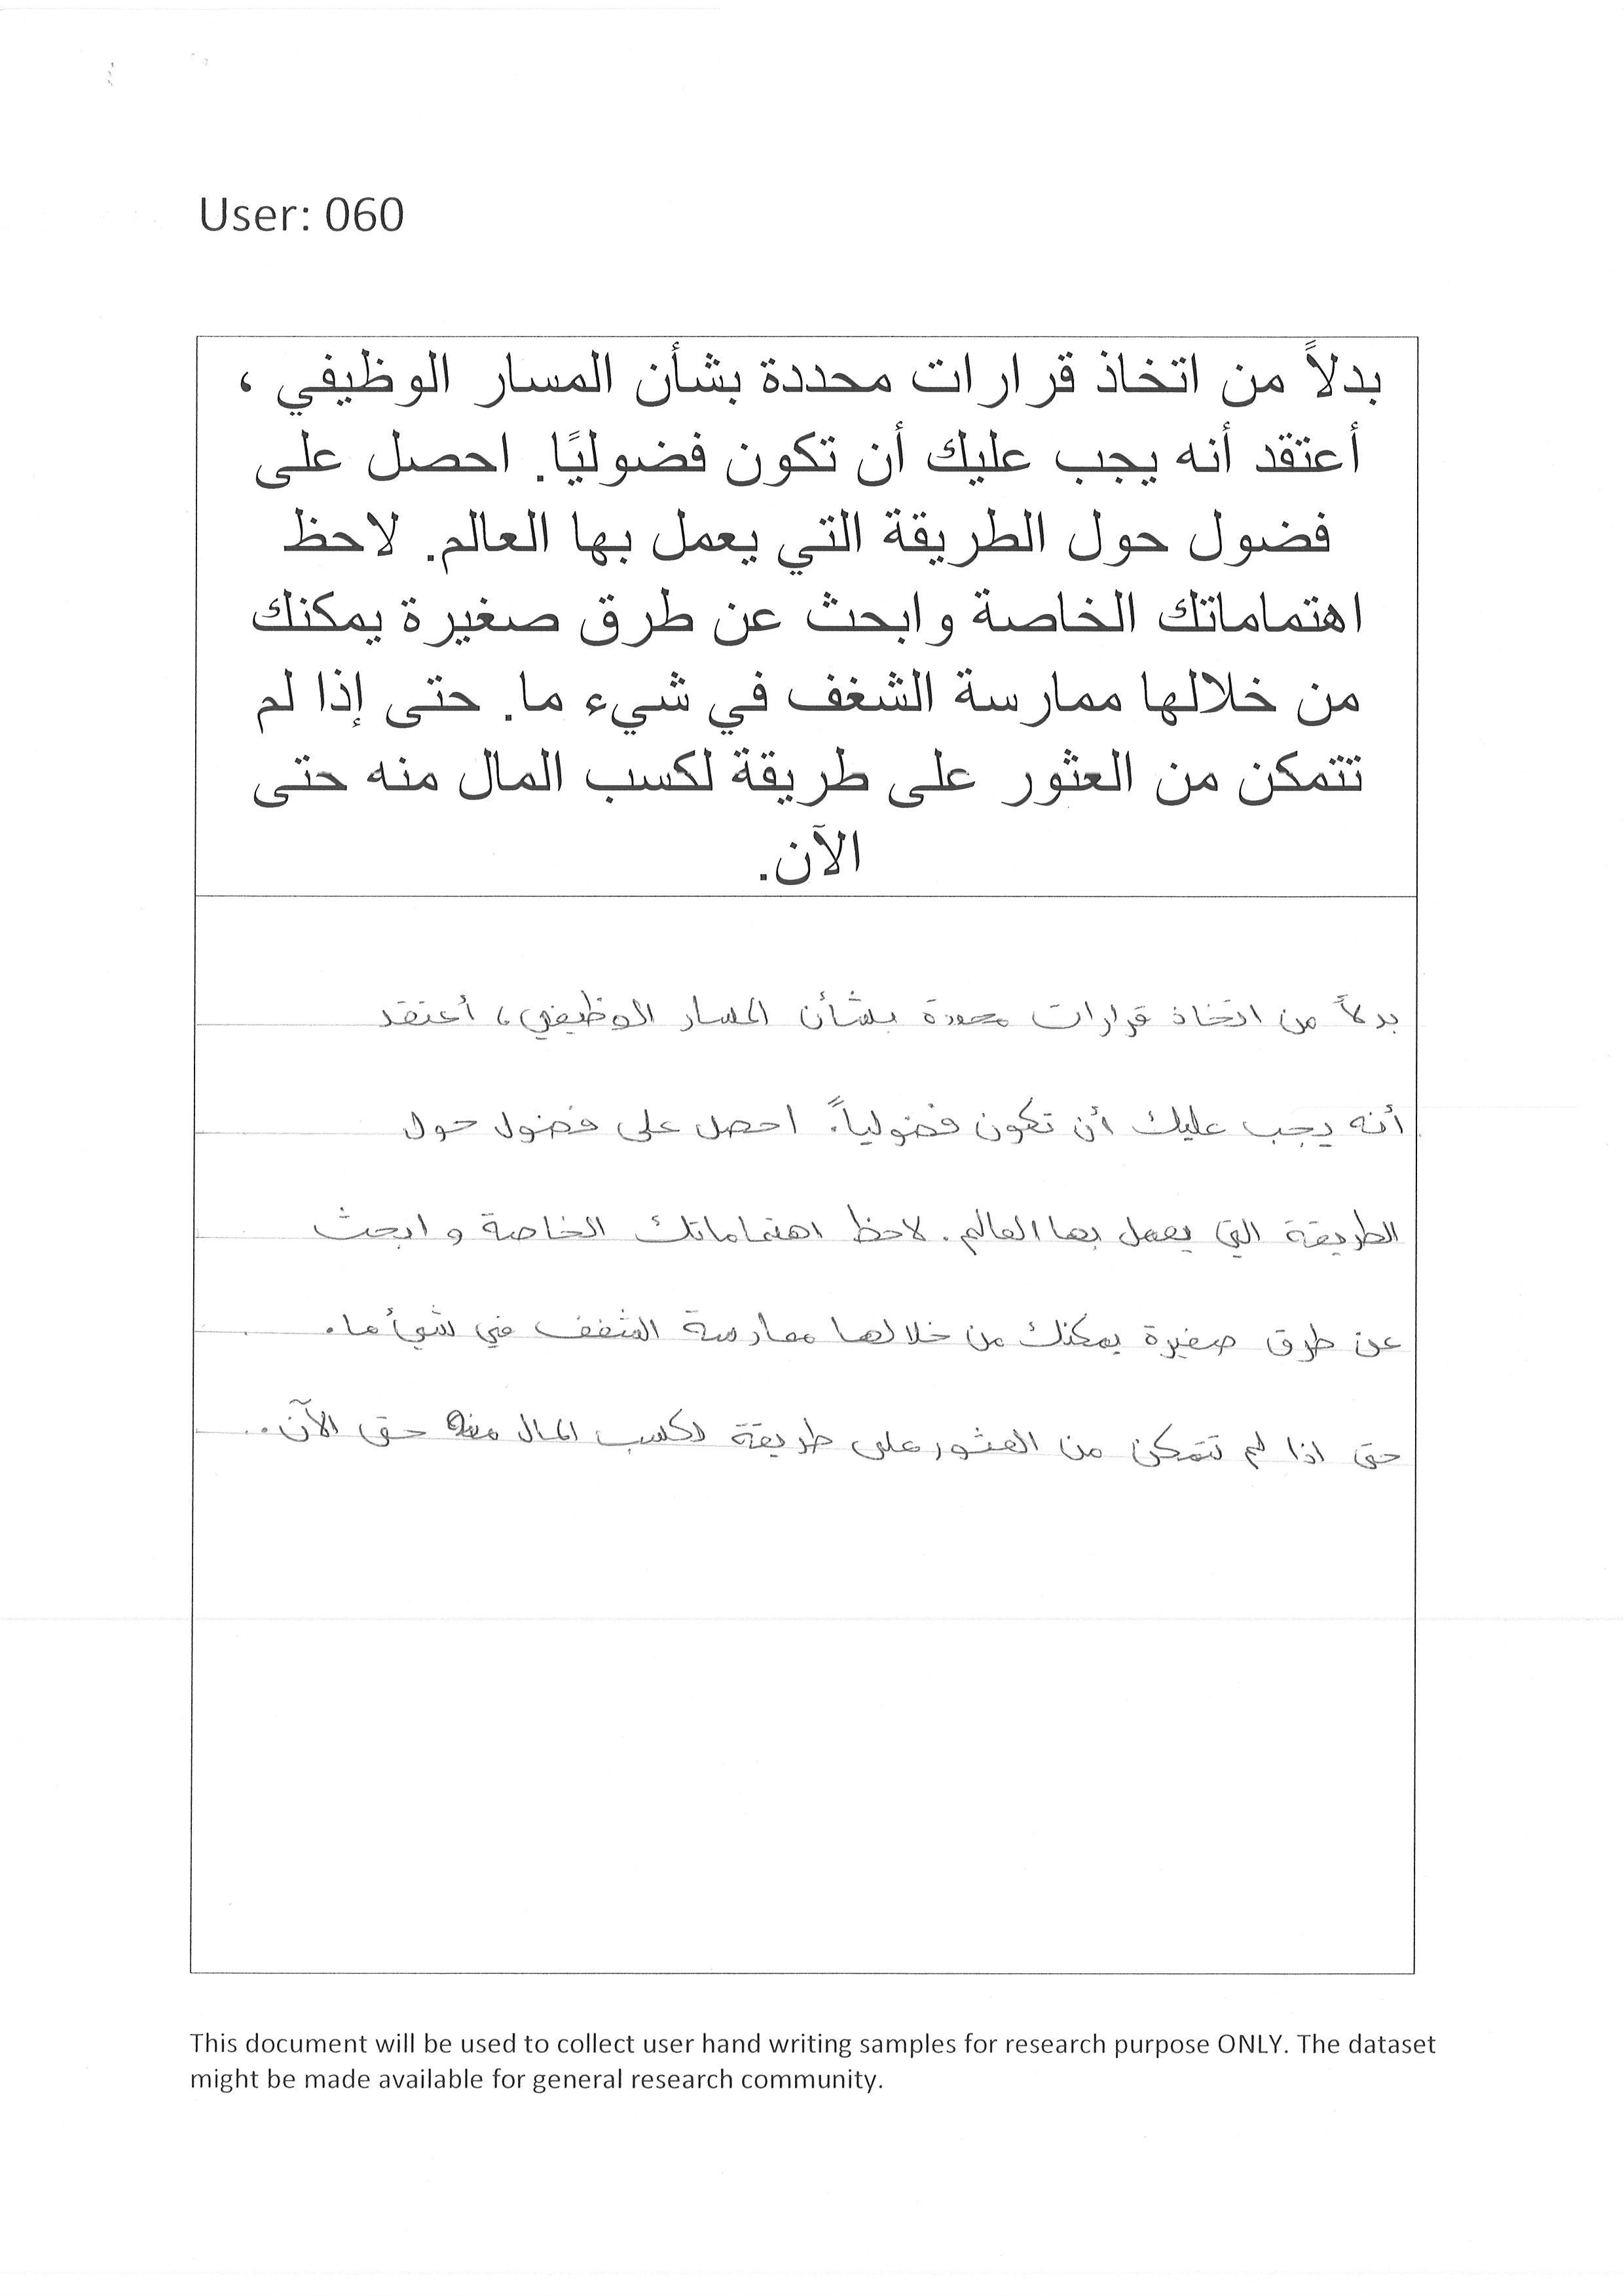 User: 060
بدلاً من اتخاذ قرارات محددة بشأن المسار الوظيفي ،
أعتقد أنه يجب عليك أن تكون فضوليًا. احصل على
فضول حول الطريقة التي يعمل بها العالم. لاحظ
اهتماماتك الخاصة وابحث عن طرق صغيرة يمكنك
من خلالها ممارسة الشغف في شيء ما. حتى إذا لم
تتمكن من العثور على طريقة لكسب المال منه حتى
الآن.
بدلاً من اتخاذ قرارات محددة بشأن المسار الوظيفي، أعتقد
أنه يجب عليك أن تكون فضولياً. احصل على فضول حول
الطريقة التي يعمل بها العالم. لاحظ اهتماماتك الخاصة وابحث
عن طرق صغيرة يمكنك من خلالها ممارسة الشغف في شيأ ما.
حتى اذا لم تتمكن من العثور على طريقة لكسب المال منه حتى الآن..
This document will be used to collect user hand writing samples for research purpose ONLY. The dataset
might be made available for general research community.